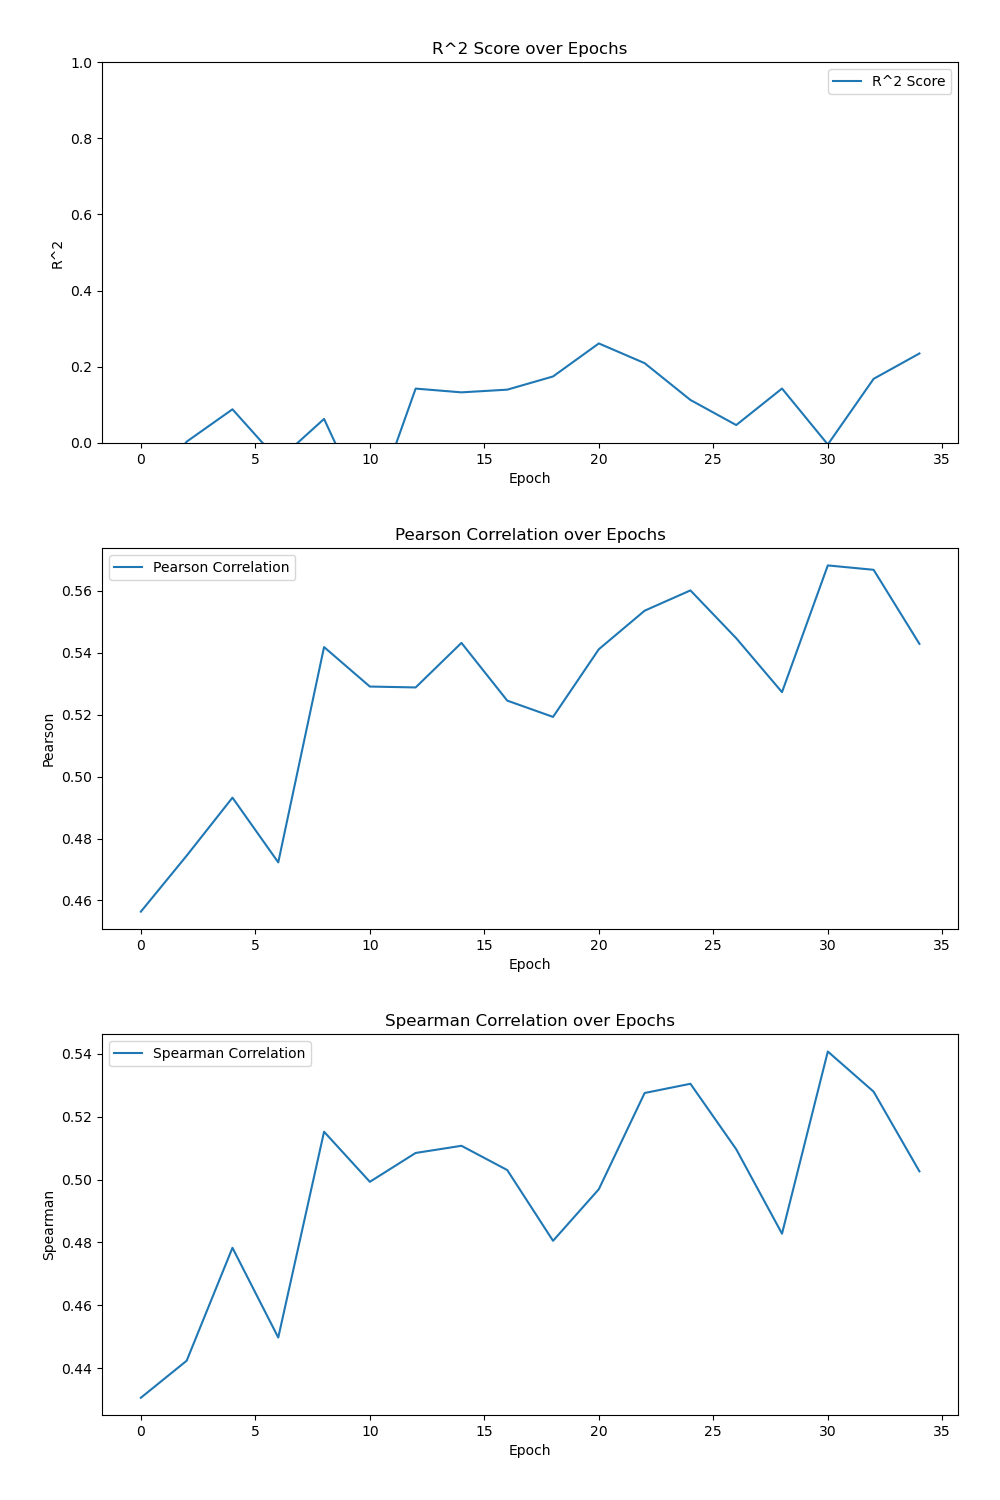 R^2 Score over Epochs
1.0
R^2 Score
0.8
0.6
R^2
0.4
0.2
0.0
0 5 10 15 20 25 30 35
Epoch
Pearson Correlation over Epochs
Pearson Correlation
0.56
0.54
0.52
Pearson
0.50
0.48
0.46
0 5 10 15 20 25 30 35
Epoch
Spearman Correlation over Epochs
Spearman Correlation
0.54
0.52
0.50
Spearman
0.48
0.46
0.44
0 5 10 15 20 25 30 35
Epoch